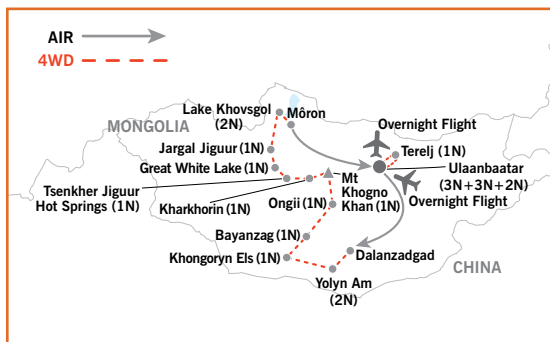 AIR
4WD
Lake Khovsgol
(2N)
Môron
MONGOLIA
Overnight Flight
Jargal Jiguur (1N)
Terelj (1N)
Great White Lake (1N)
Ulaanbaatar
(3N+3N+2N)
Tsenkher Jiguur
Hot Springs (1N)
Mt
Khogno
Khan (1N)
Overnight Flight
Kharkhorin (1N)
Ongii (1N)
Bayanzag (1N)
Khongoryn Els (1N)
Dalanzadgad
CHINA
Yolyn Am
(2N)